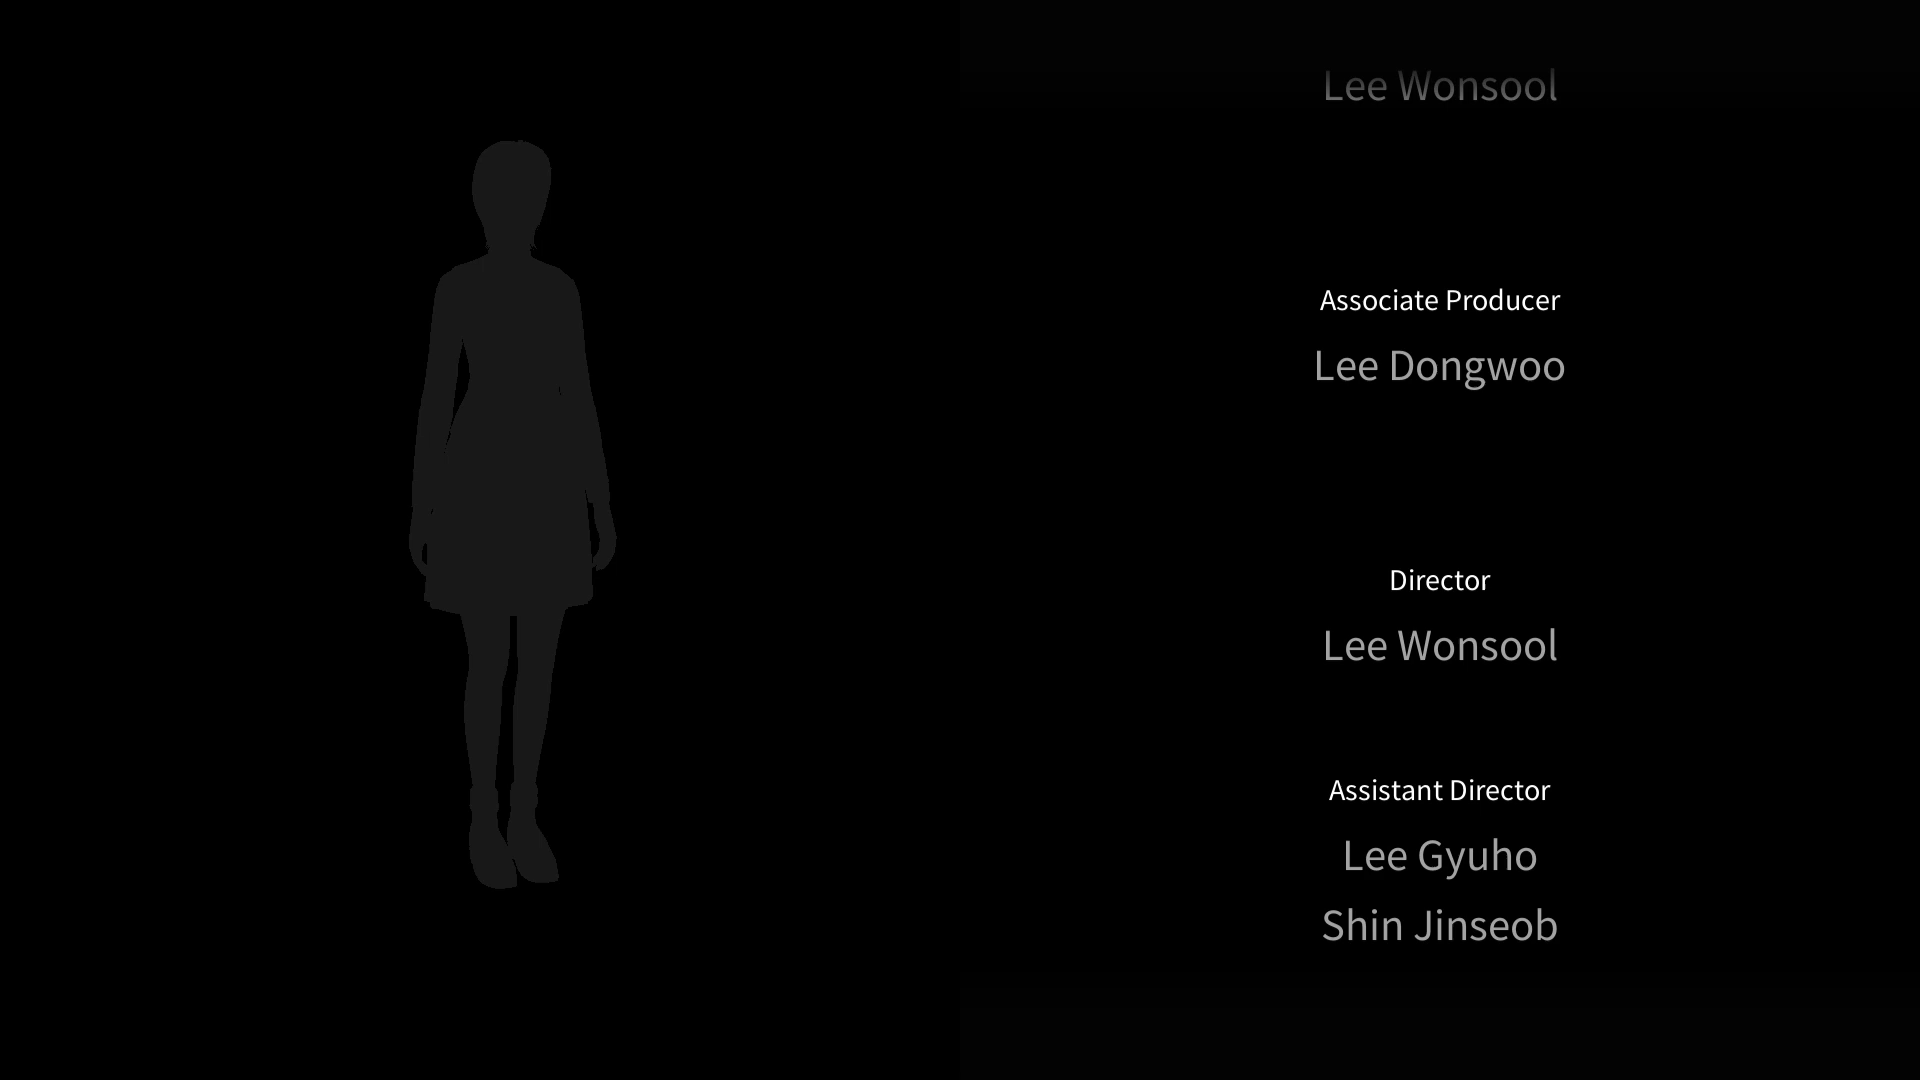 Lee Wonsool
Associate Producer
Lee Dongwoo
Director
Lee Wonsool
Assistant Director
Lee Gyuho
Shin Jinseob